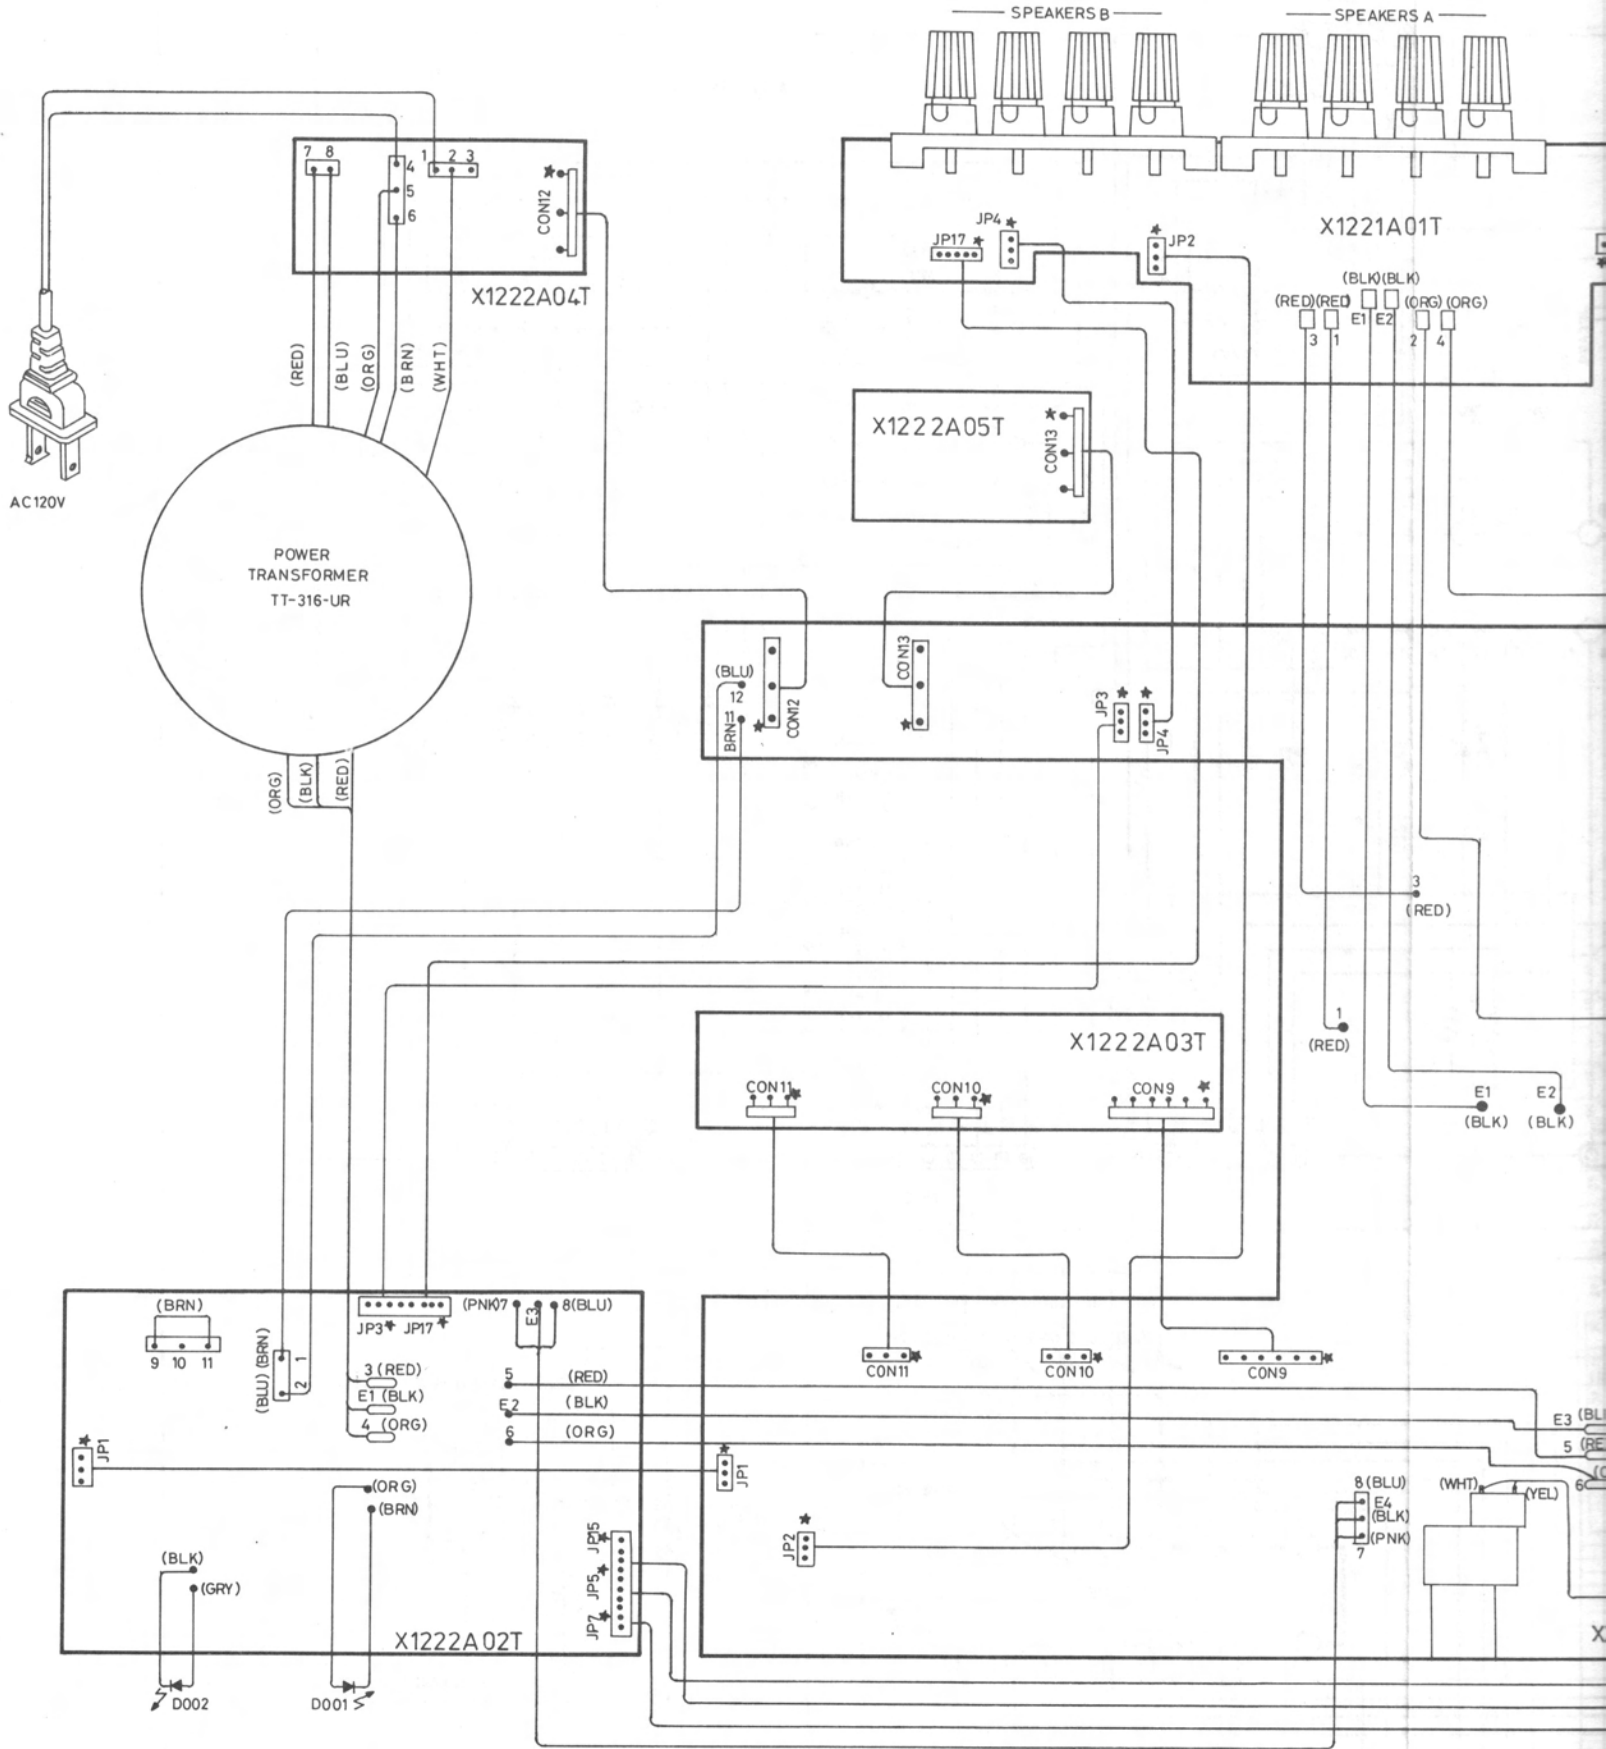 SPEAKERS B
SPEAKERS A
7 8
4
5
6
1 2 3
CON12
X1222A04T
(RED)
(BLU)
(ORG)
(BRN)
(WHT)
AC120V
POWER
TRANSFORMER
TT-316-UR
(ORG)
(BLK)
(RED)
JP17
JP4
JP2
X1221A01T
(BLK)(BLK)
(RED)(RED)
E1 E2
(ORG)(ORG)
3 1
2 4
X1222A05T
CON13
(BLU)
12
11
BRN
CON12
CON13
JP3
JP4
3
(RED)
1
(RED)
E1
(BLK)
E2
(BLK)
X1222A03T
CON11
CON10
CON9
CON11
CON10
CON9
(BRN)
9 10 11
(BLU)(BRN)
1
2
JP3 JP17
(PNK)7
E3
8(BLU)
3 (RED)
E1 (BLK)
4 (ORG)
5 (RED)
E2 (BLK)
6 (ORG)
JP1
JP1
(ORG)
(BRN)
(BLK)
(GRY)
JP15
JP5
JP7
X1222A02T
D002
D001
JP2
8(BLU)
E4
(BLK)
(PNK)
7
(WHT)
(YEL)
E3
5
6